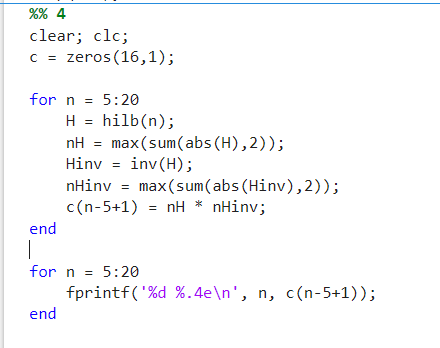 %% 4
clear; clc;
c = zeros(16,1);
for n = 5:20
H = hilb(n);
nH = max(sum(abs(H),2));
Hinv = inv(H);
nHinv = max(sum(abs(Hinv),2));
c(n-5+1) = nH * nHinv;
end
for n = 5:20
fprintf('%d %.4e\n', n, c(n-5+1));
end